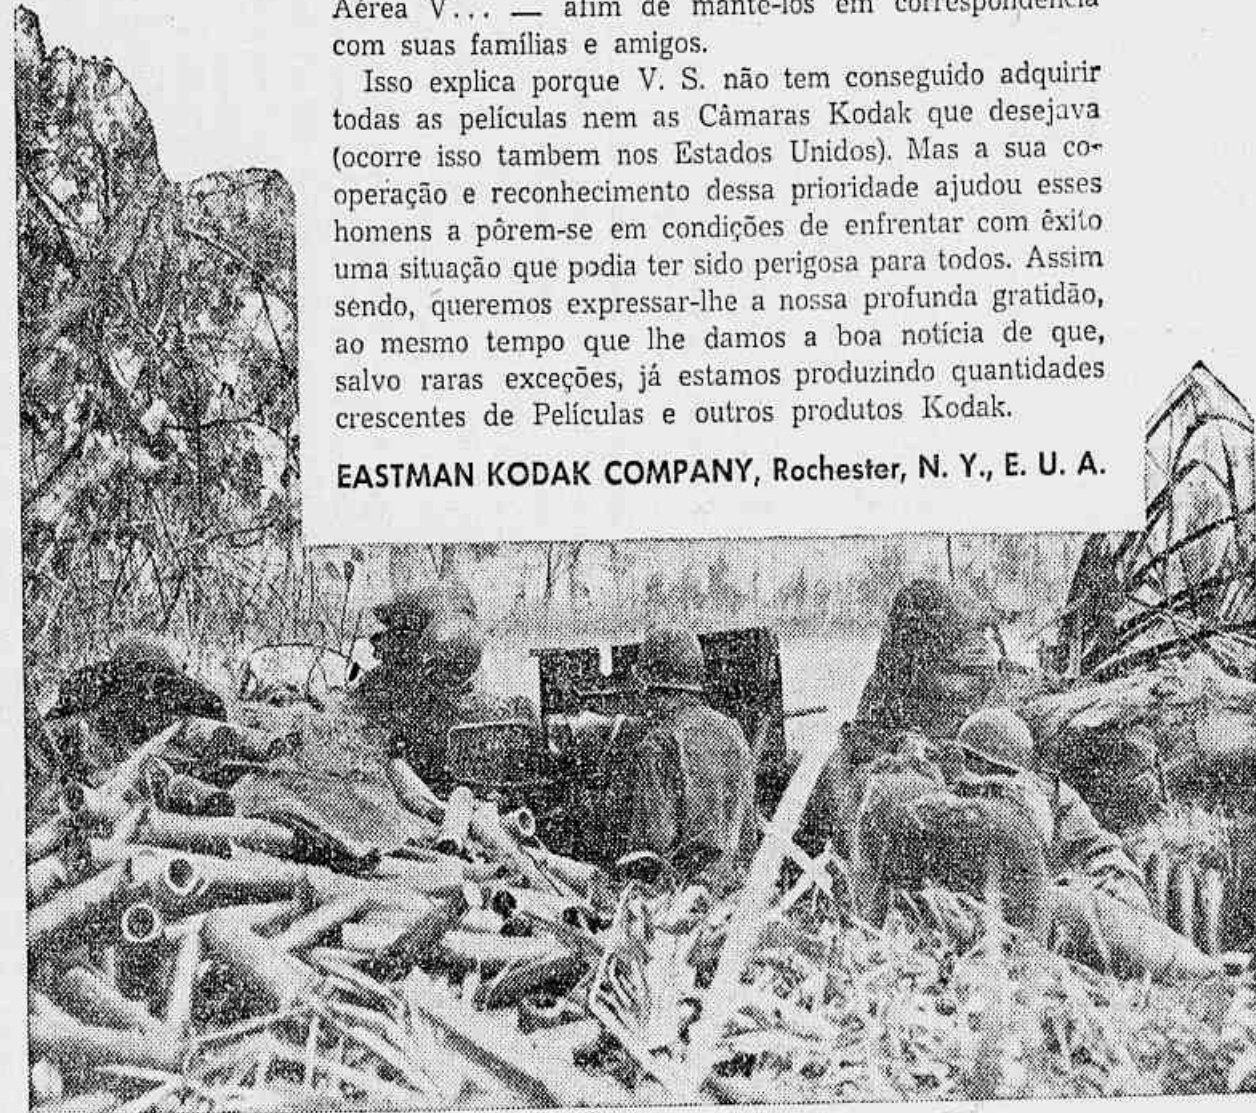 Aérea V... — afim de mantê-los em correspondência
com suas famílias e amigos.
Isso explica porque V. S. não tem conseguido adquirir
todas as películas nem as Câmaras Kodak que desejava
(ocorre isso tambem nos Estados Unidos). Mas a sua co-
operação e reconhecimento dessa prioridade ajudou esses
homens a pôrem-se em condições de enfrentar com êxito
uma situação que podia ter sido perigosa para todos. Assim
sendo, queremos expressar-lhe a nossa profunda gratidão,
ao mesmo tempo que lhe damos a boa notícia de que,
salvo raras exceções, já estamos produzindo quantidades
crescentes de Películas e outros produtos Kodak.
EASTMAN KODAK COMPANY, Rochester, N. Y., E. U. A.